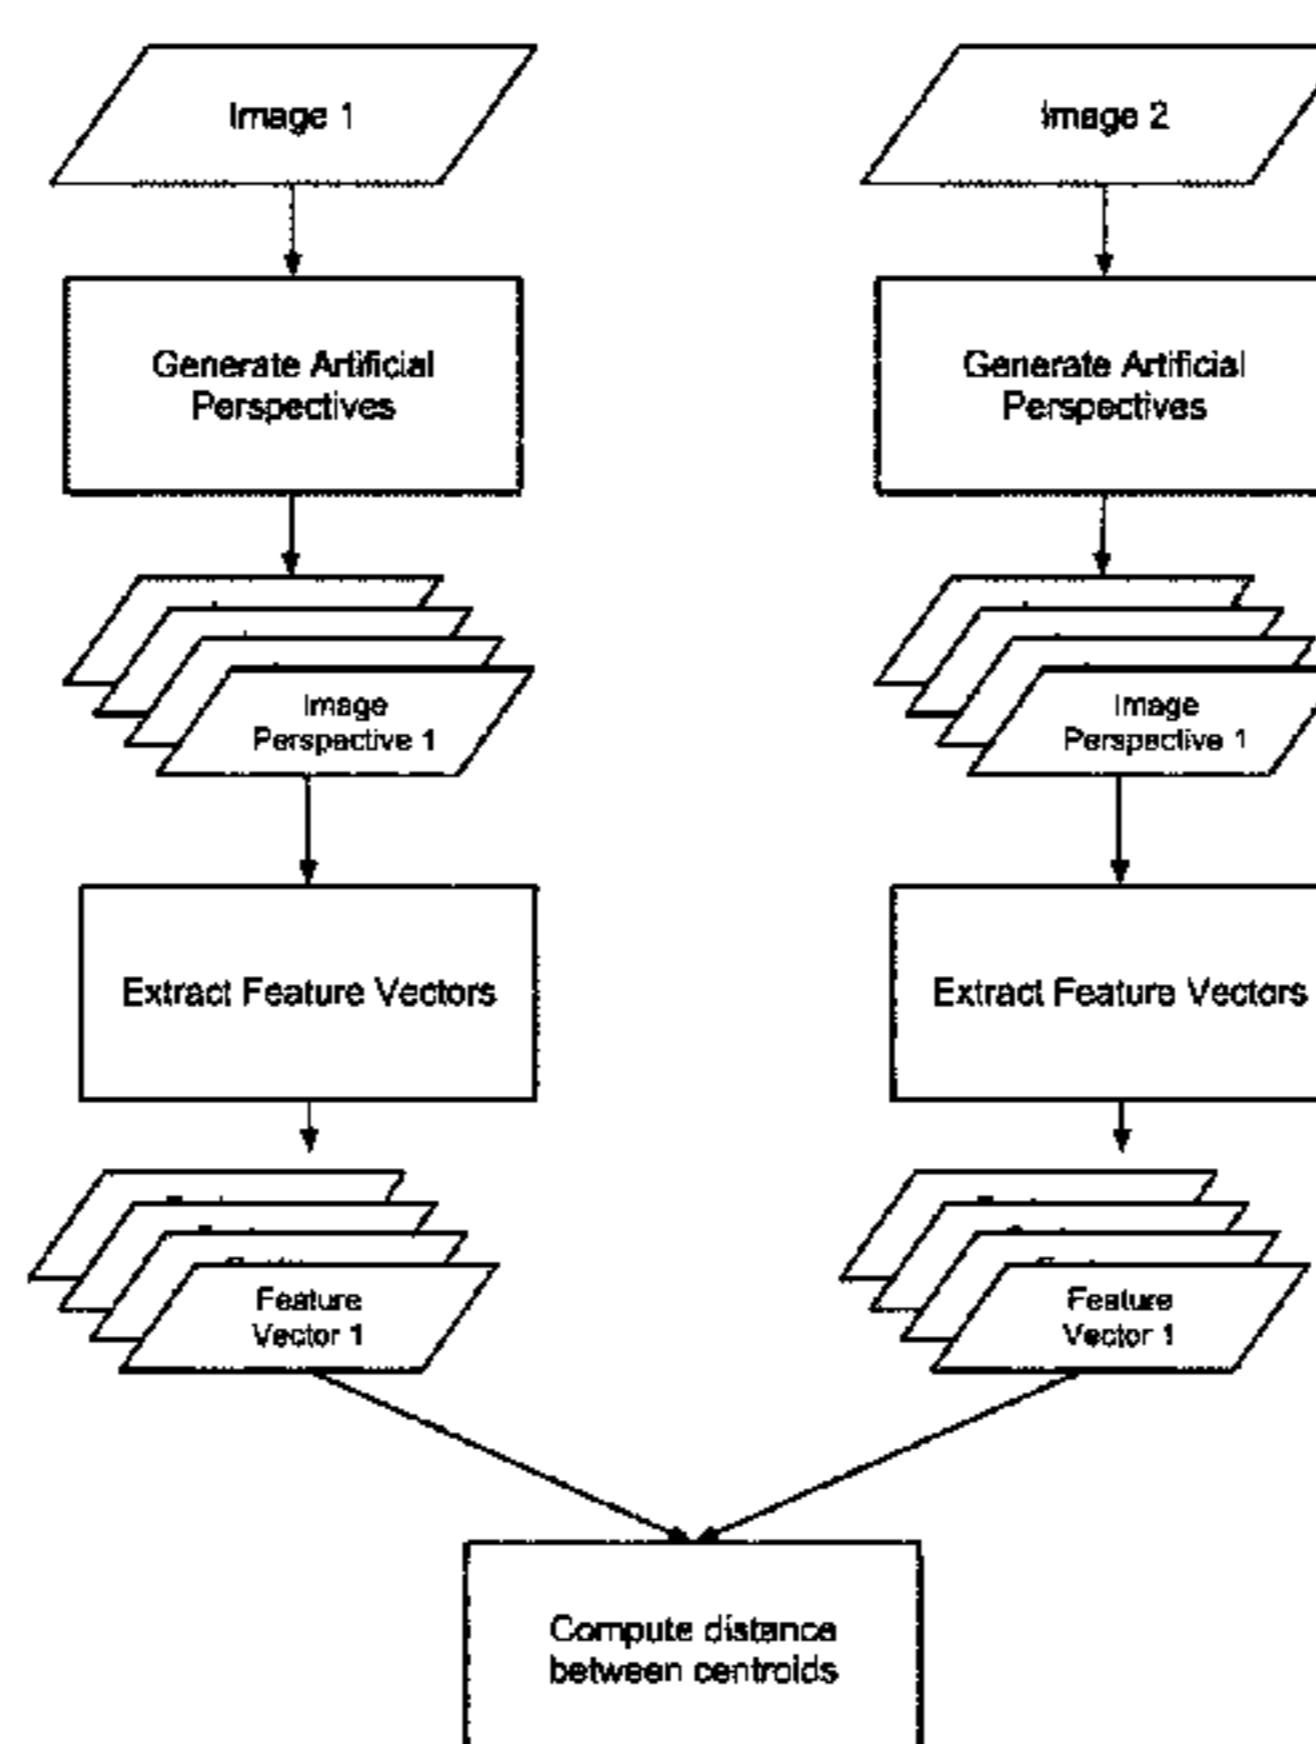 Image 1
Image 2
Generate Artificial
Perspectives
Generate Artificial
Perspectives
Image
Perspective 1
Image
Perspective 1
Extract Feature Vectors
Extract Feature Vectors
Feature
Vector 1
Feature
Vector 1
Compute distance
between centroids